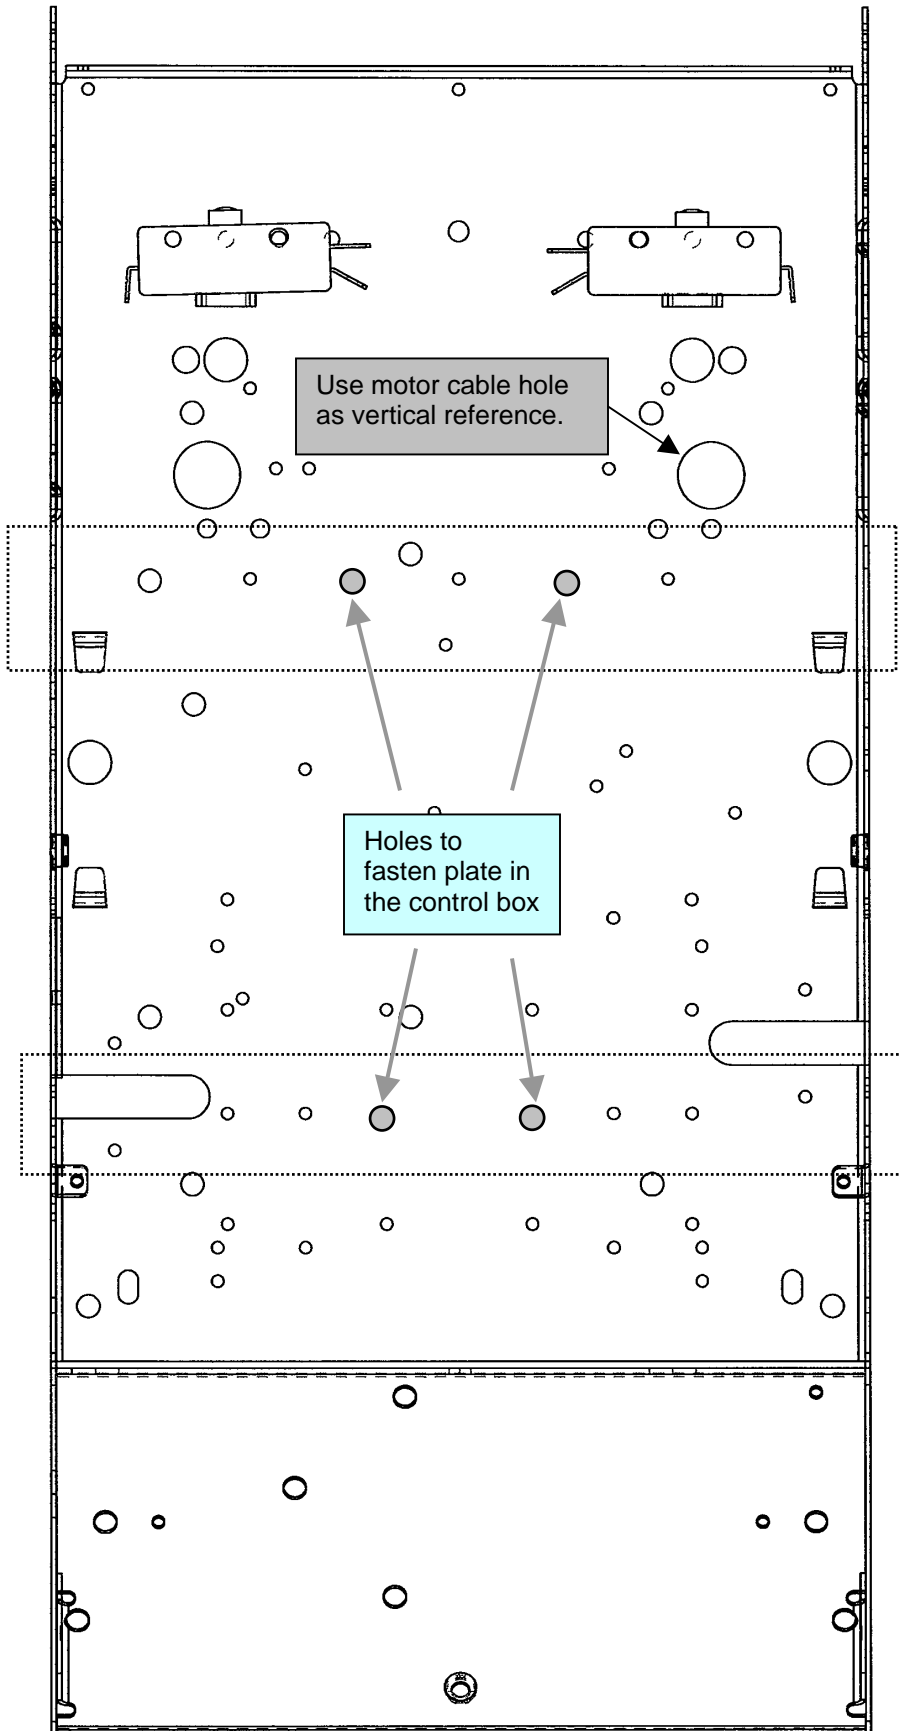 Use motor cable hole
as vertical reference.
Holes to
fasten plate in
the control box